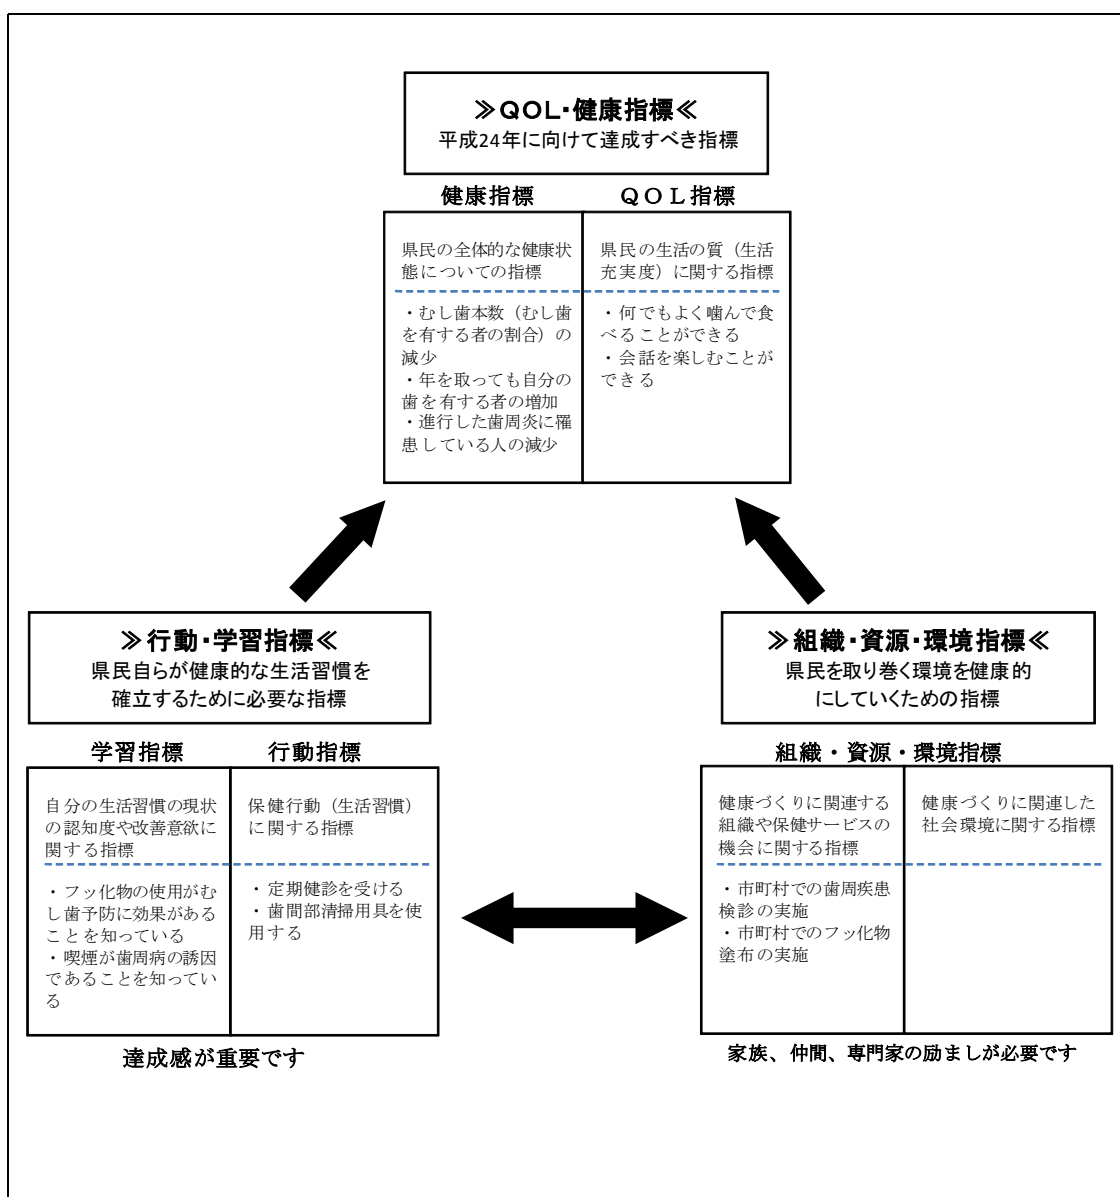 ≫QOL・健康指標≪
平成24年に向けて達成すべき指標
健康指標
QOL指標
県民の全体的な健康状
態についての指標
・むし歯本数（むし歯
を有する者の割合）の
減少
・年を取っても自分の
歯を有する者の増加
・進行した歯周炎に罹
患している人の減少
県民の生活の質（生活
充実度）に関する指標
・何でもよく噛んで食
べることができる
・会話を楽しむことが
できる
≫行動・学習指標≪
県民自らが健康的な生活習慣を
確立するために必要な指標
学習指標
行動指標
自分の生活習慣の現状
の認知度や改善意欲に
関する指標
・フッ化物の使用がむ
し歯予防に効果がある
ことを知っている
・喫煙が歯周病の誘因
であることを知ってい
る
保健行動（生活習慣）
に関する指標
・定期健診を受ける
・歯間部清掃用具を使
用する
達成感が重要です
≫組織・資源・環境指標≪
県民を取り巻く環境を健康的
にしていくための指標
組織・資源・環境指標
健康づくりに関連する
組織や保健サービスの
機会に関する指標
・市町村での歯周疾患
検診の実施
・市町村でのフッ化物
塗布の実施
健康づくりに関連した
社会環境に関する指標
家族、仲間、専門家の励ましが必要です